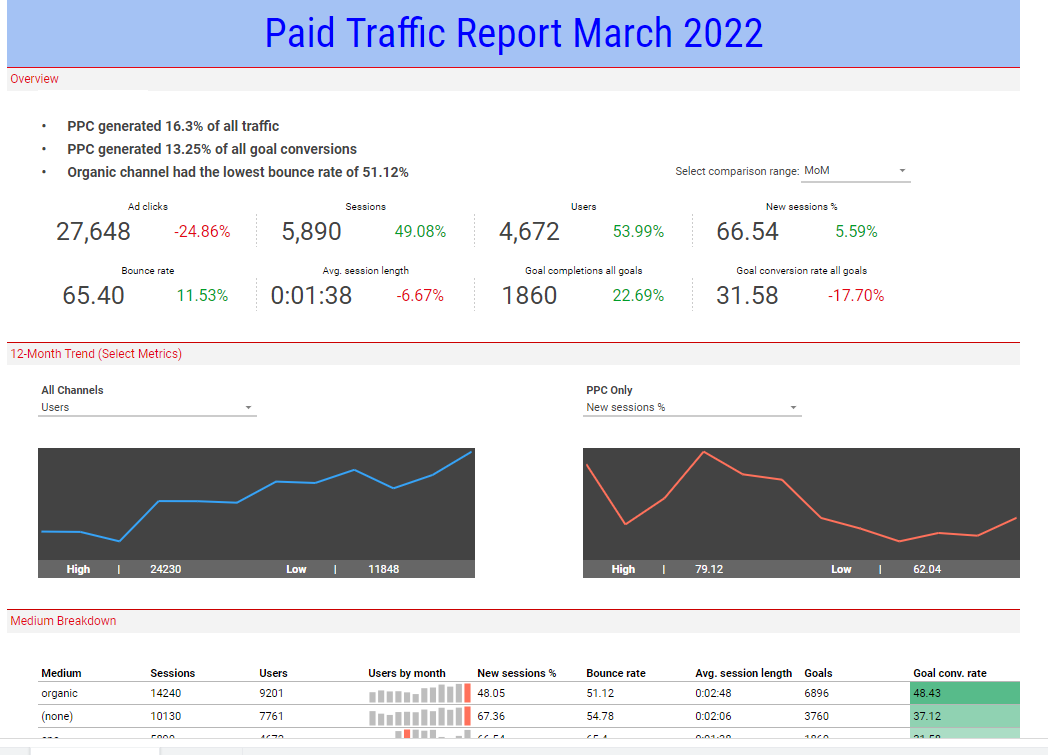 Paid Traffic Report March 2022
Overview
• PPC generated 16.3% of all traffic
• PPC generated 13.25% of all goal conversions
• Organic channel had the lowest bounce rate of 51.12%
Select comparison range: MoM
Ad clicks Sessions Users New sessions %
27,648 -24.86% 5,890 49.08% 4,672 53.99% 66.54 5.59%
Bounce rate Avg. session length Goal completions all goals Goal conversion rate all goals
65.40 11.53% 0:01:38 -6.67% 1860 22.69% 31.58 -17.70%
12-Month Trend (Select Metrics)
All Channels PPC Only
Users New sessions %
High | 24230 Low | 11848 High | 79.12 Low | 62.04
Medium Breakdown
Medium Sessions Users Users by month New sessions % Bounce rate Avg. session length Goals Goal conv. rate
organic 14240 9201 48.05 51.12 0:02:48 6896 48.43
(none) 10130 7761 67.36 54.78 0:02:06 3760 37.12